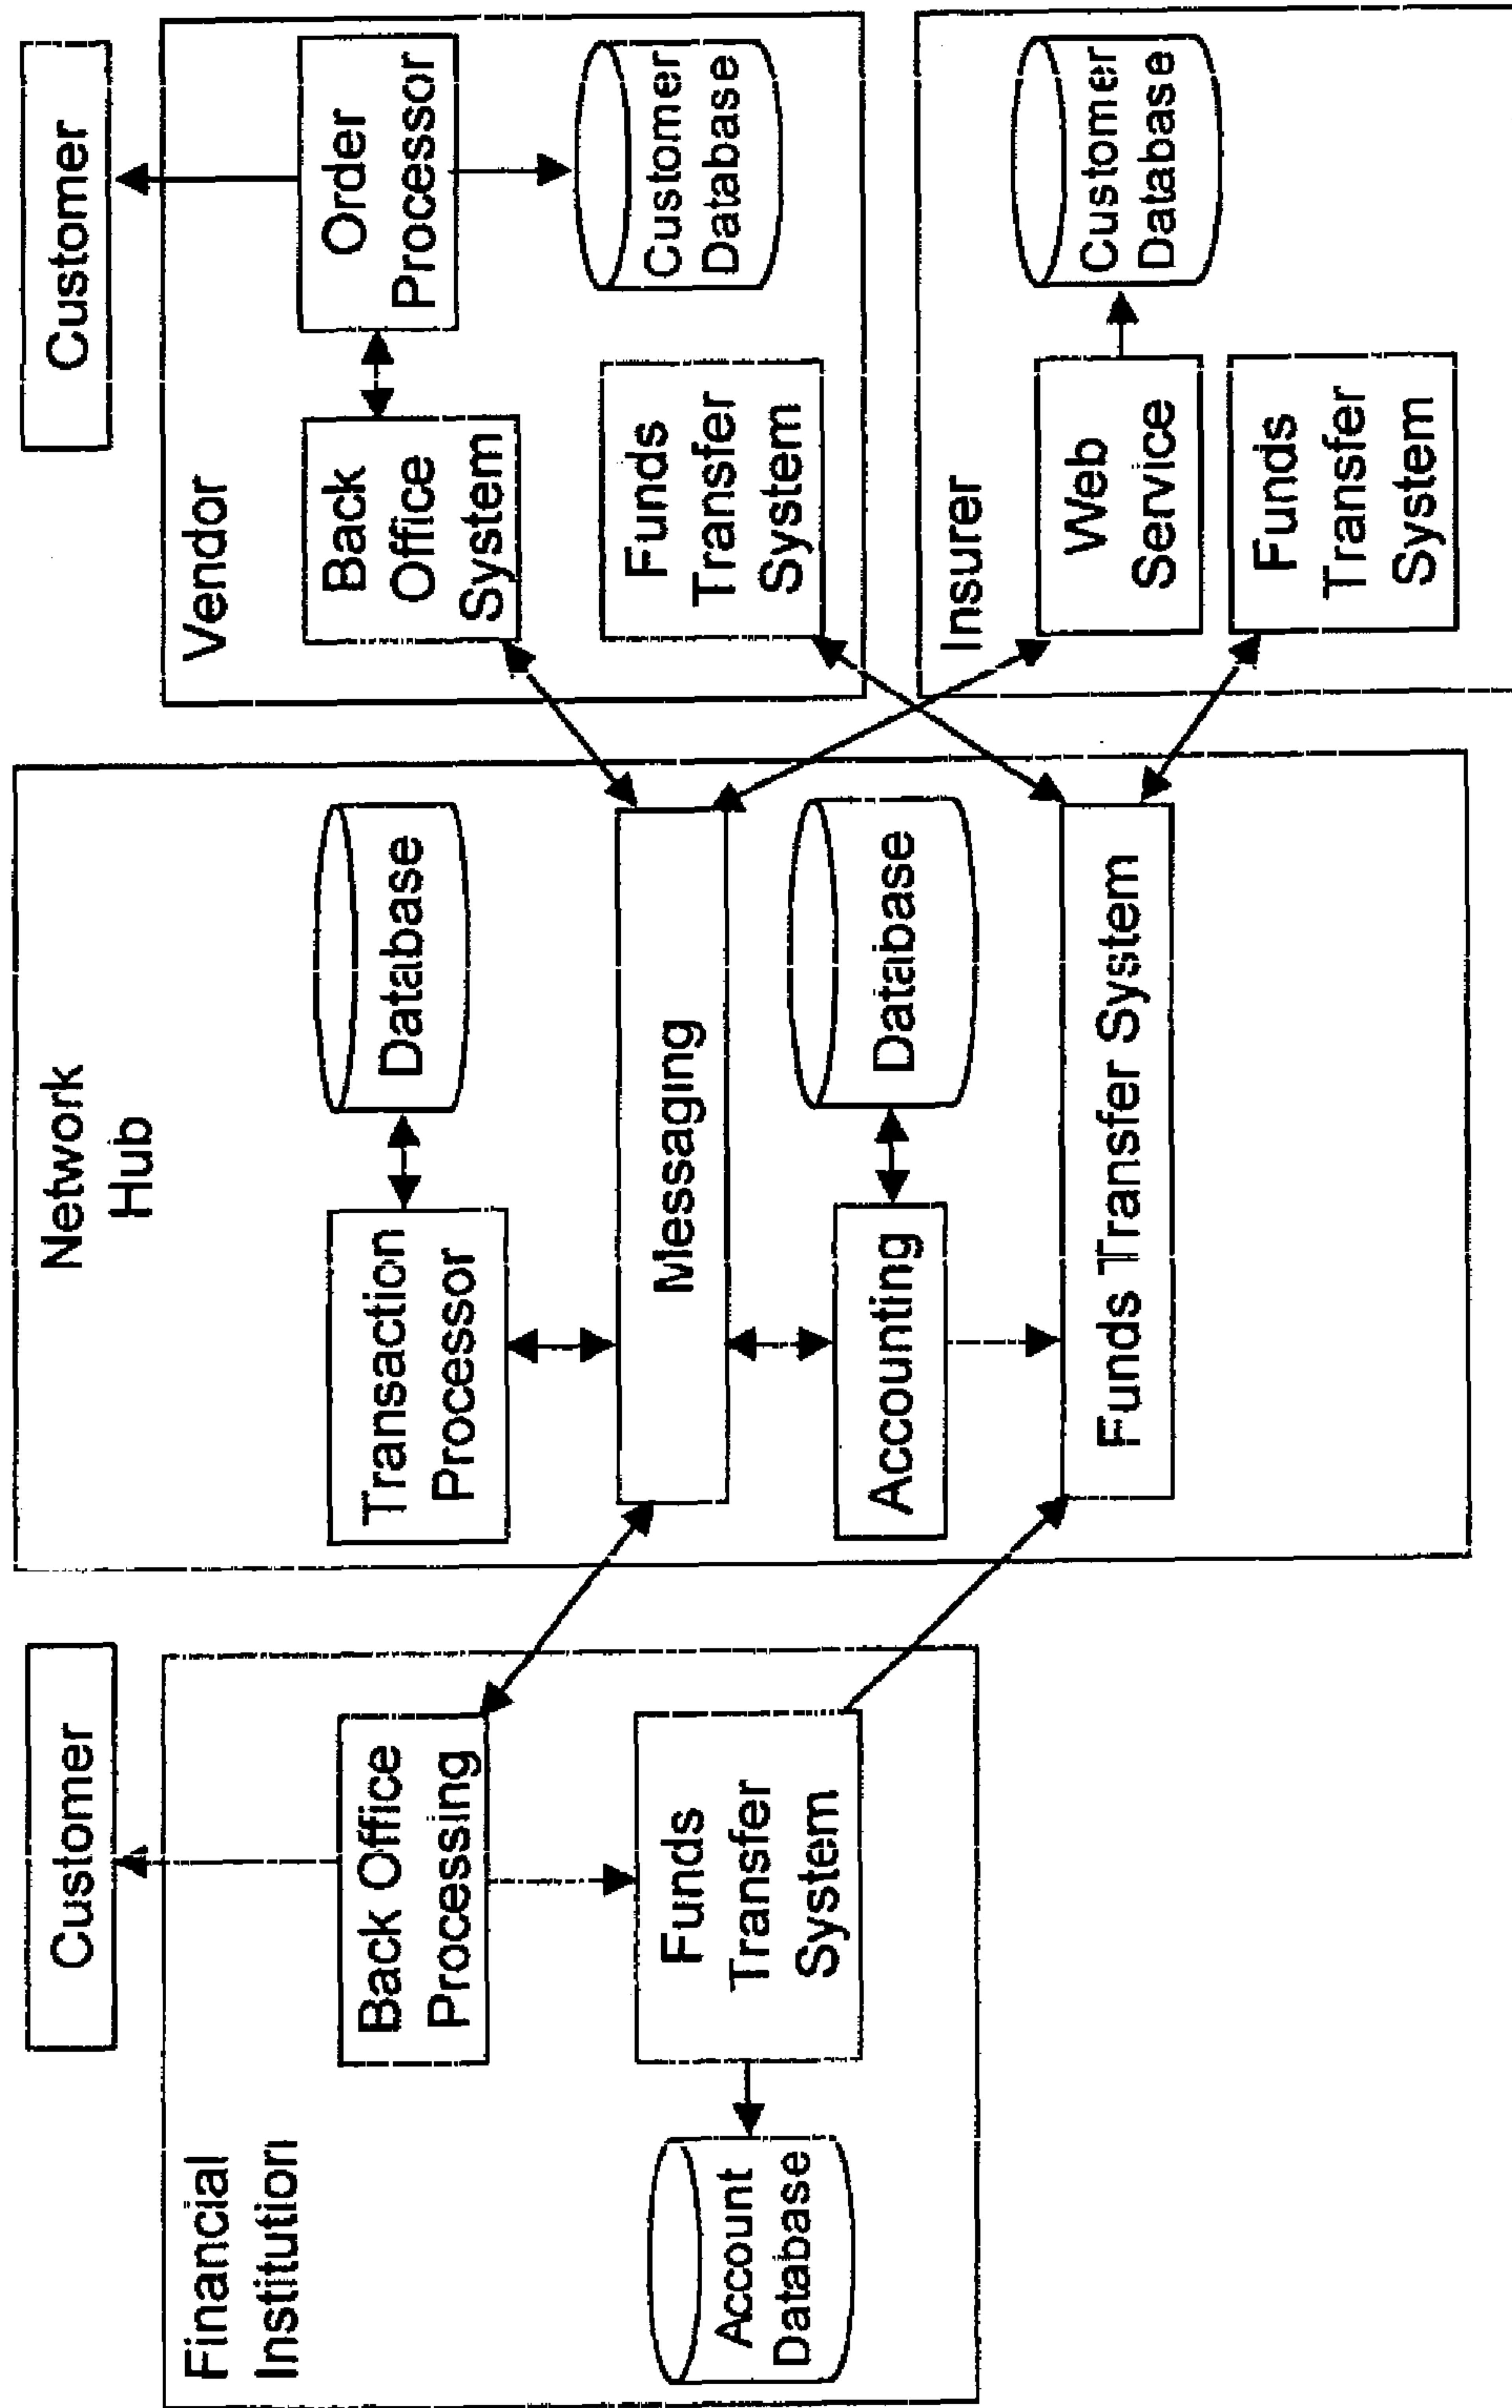 Customer
Financial
Institution
Back Office
Processing
Account
Database
Funds
Transfer
System
Network
Hub
Transaction
Processor
Database
Messaging
Accounting
Database
Funds Transfer System
Customer
Vendor
Back
Office
System
Order
Processor
Funds
Transfer
System
Customer
Database
Insurer
Web
Service
Customer
Database
Funds
Transfer
System